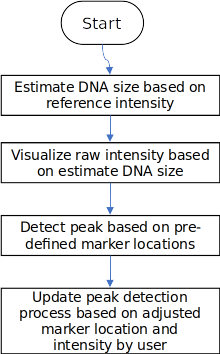 Start
Estimate DNA size based on
reference intensity
Visualize raw intensity based
on estimate DNA size
Detect peak based on pre-
defined marker locations
Update peak detection
process based on adjusted
marker location and
intensity by user